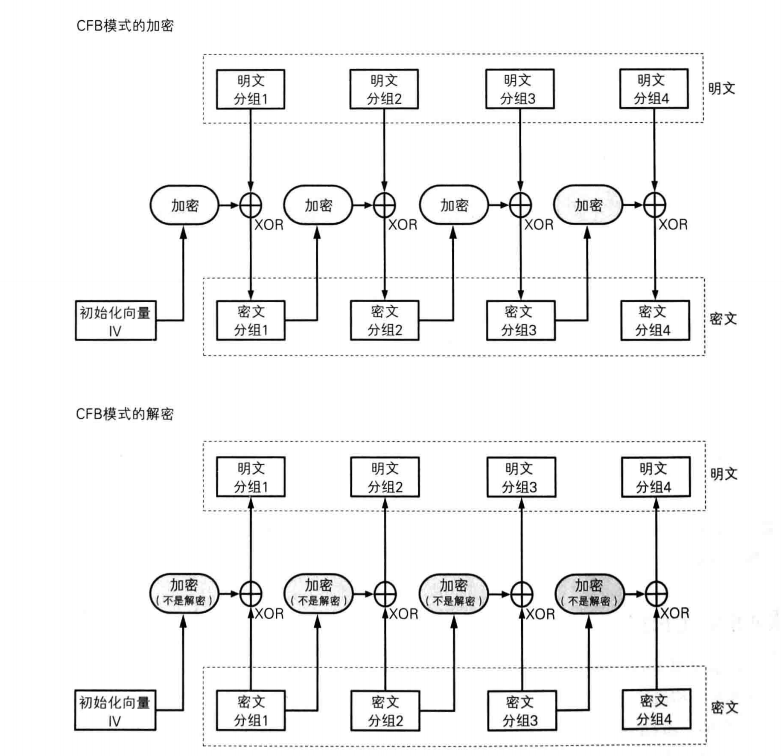 CFB模式的加密
明文
分组1
明文
分组2
明文
分组3
明文
分组4
明文
加密
加密
加密
加密
XOR
XOR
XOR
XOR
初始化向量
IV
密文
分组1
密文
分组2
密文
分组3
密文
分组4
密文
CFB模式的解密
明文
分组1
明文
分组2
明文
分组3
明文
分组4
明文
加密
(不是解密)
加密
(不是解密)
加密
(不是解密)
加密
(不是解密)
XOR
XOR
XOR
XOR
初始化向量
IV
密文
分组1
密文
分组2
密文
分组3
密文
分组4
密文